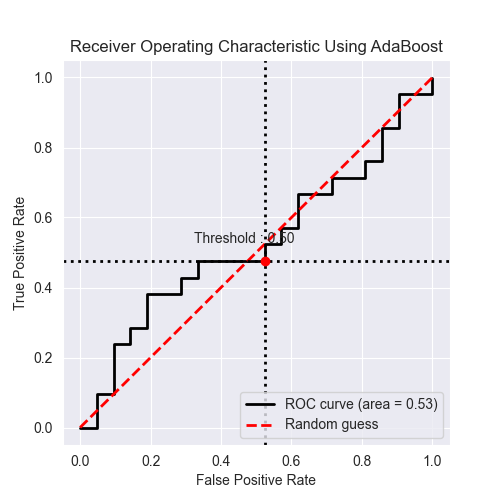 Receiver Operating Characteristic Using AdaBoost
1.0
0.8
0.6
0.4
0.2
0.0
True Positive Rate
Threshold : 0.50
ROC curve (area = 0.53)
Random guess
0.0 0.2 0.4 0.6 0.8 1.0
False Positive Rate